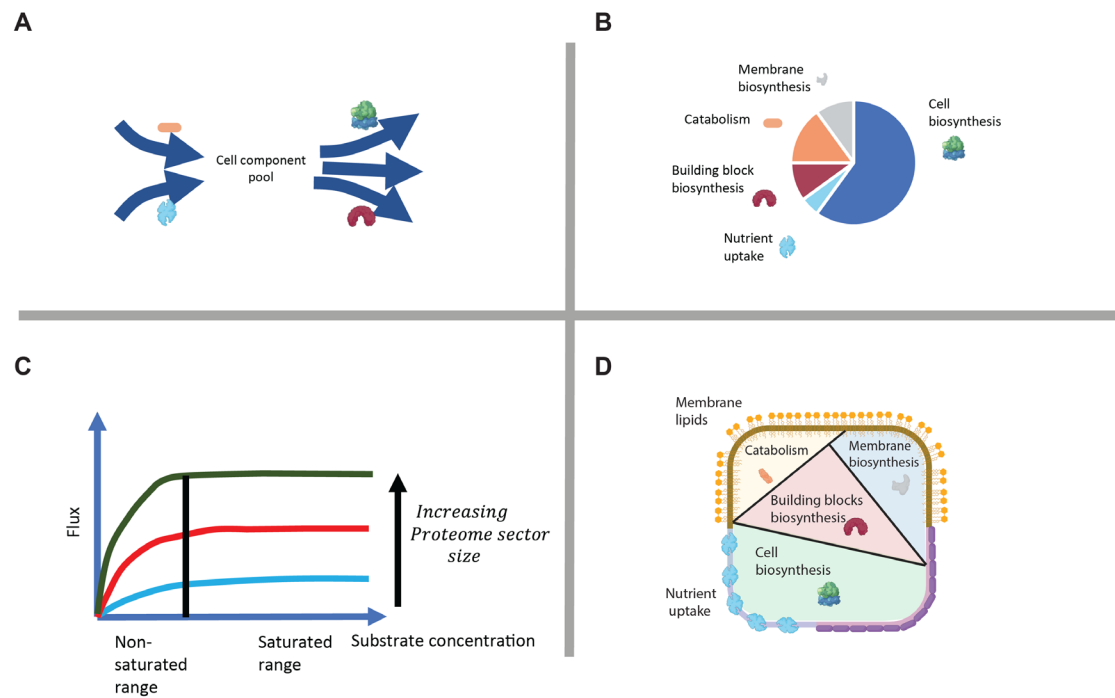 A
Cell component
pool
B
Membrane
biosynthesis
Catabolism
Building block
biosynthesis
Nutrient
uptake
Cell
biosynthesis
C
Flux
Increasing
Proteome sector
size
Non-
saturated
range
Saturated
range
Substrate concentration
D
Membrane
lipids
Catabolism
Membrane
biosynthesis
Building blocks
biosynthesis
Cell
biosynthesis
Nutrient
uptake